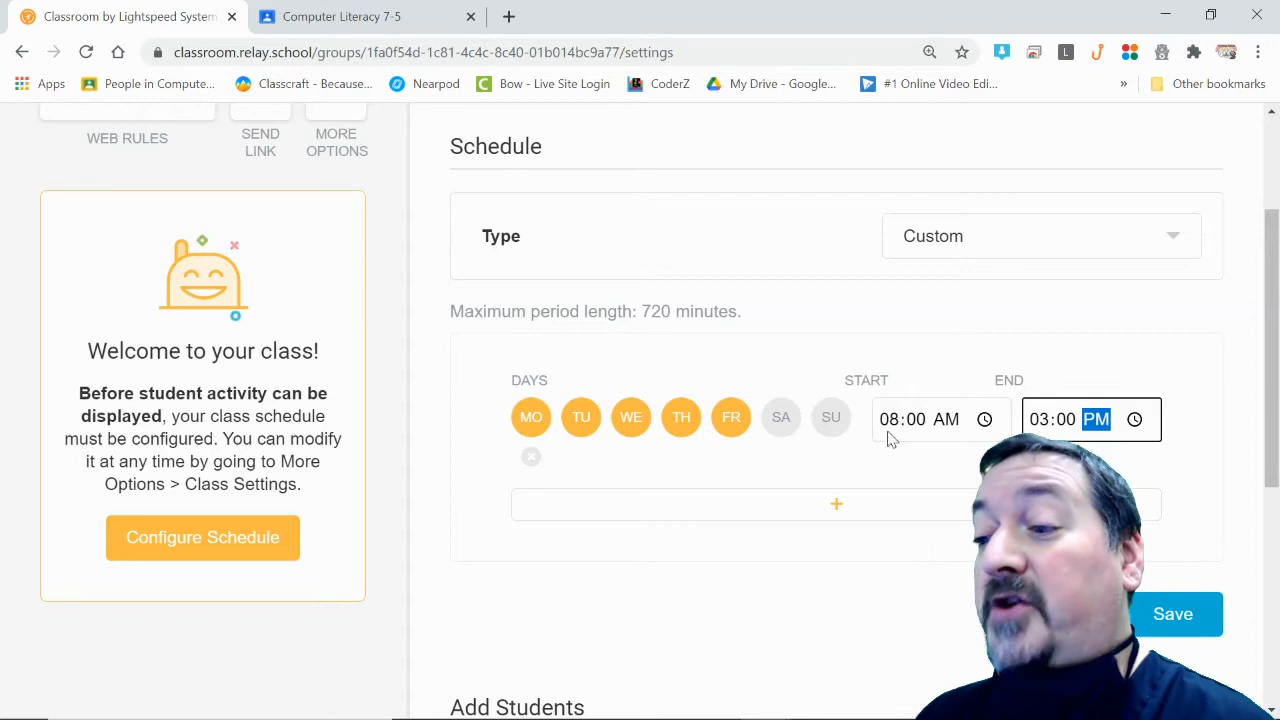 Classroom by Lightspeed System
Computer Literacy 7-5
classroom.relay.school/groups/1fa0f54d-1c81-4c4c-8c40-01b014bc9a77/settings
Apps
People in Compute...
Classcraft - Because...
Nearpod
Bow - Live Site Login
CoderZ
My Drive - Google...
#1 Online Video Edi...
»
Other bookmarks
WEB RULES
SEND
LINK
MORE
OPTIONS
Welcome to your class!
Before student activity can be
displayed, your class schedule
must be configured. You can modify
it at any time by going to More
Options > Class Settings.
Configure Schedule
Schedule
Type
Custom
Maximum period length: 720 minutes.
DAYS
START
END
MO TU WE TH FR SA SU
08:00 AM
03:00 PM
+
Save
Add Students